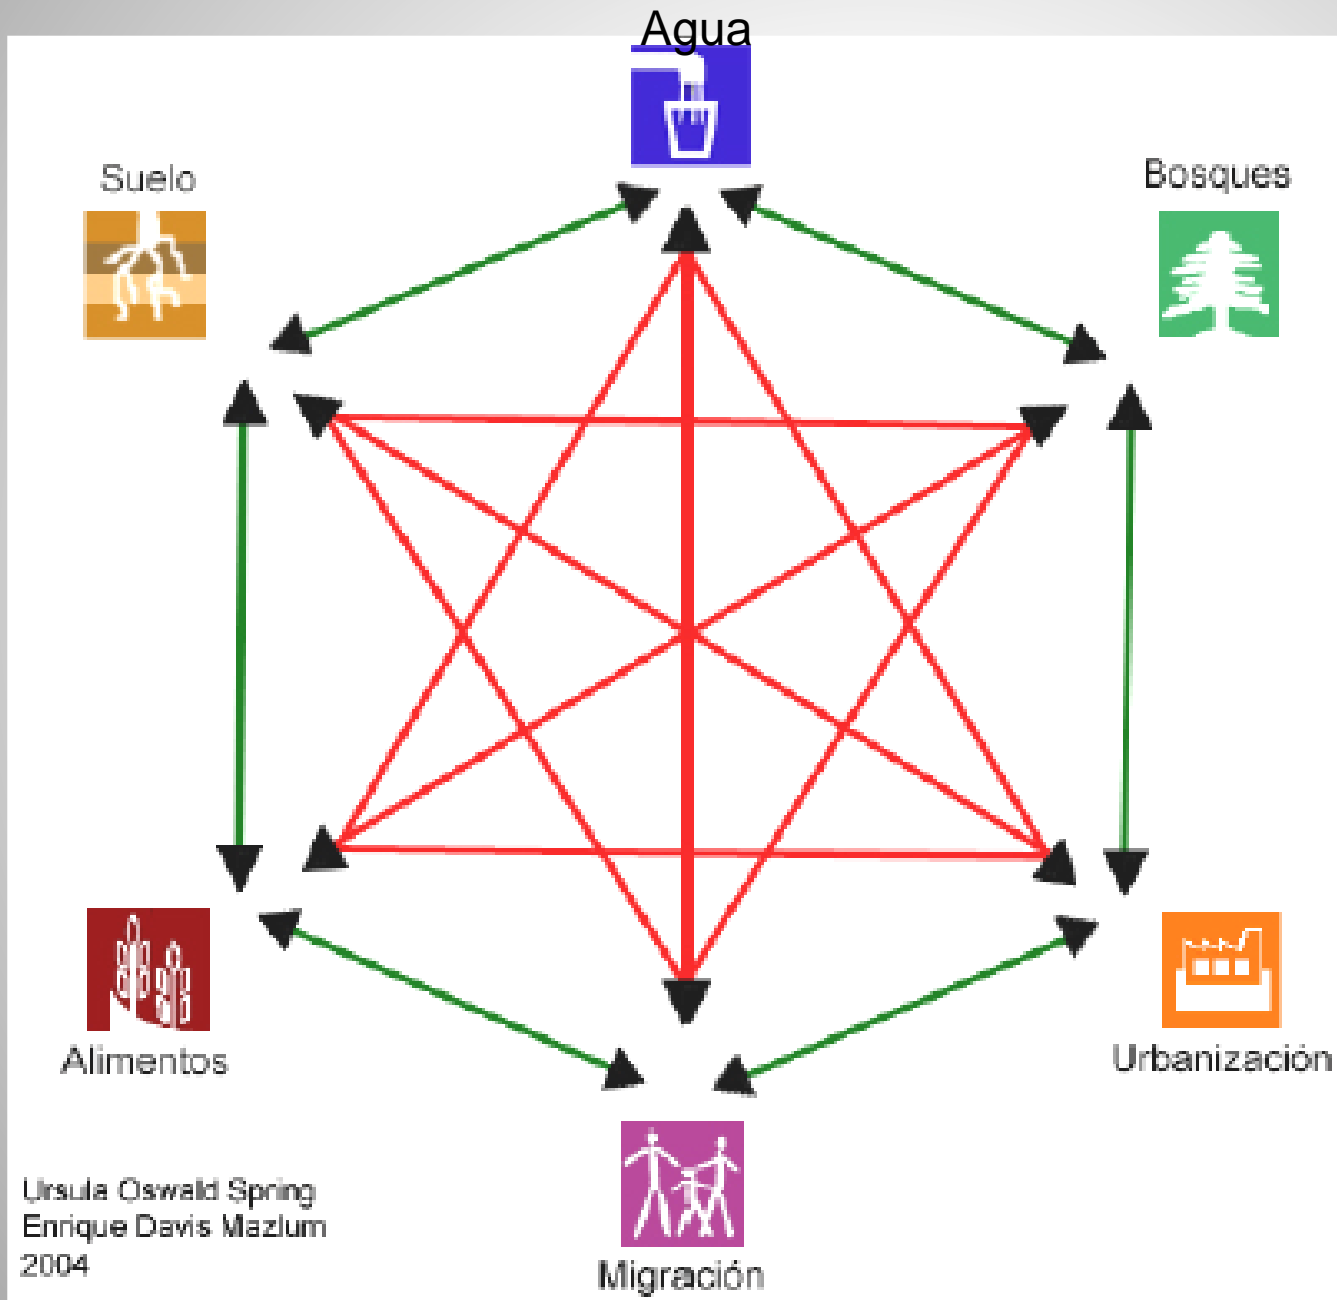 Agua
Suelo
Bosques
Alimentos
Urbanización
Ursula Oswald Spring
Enrique Davis Mazlum
2004
Migración